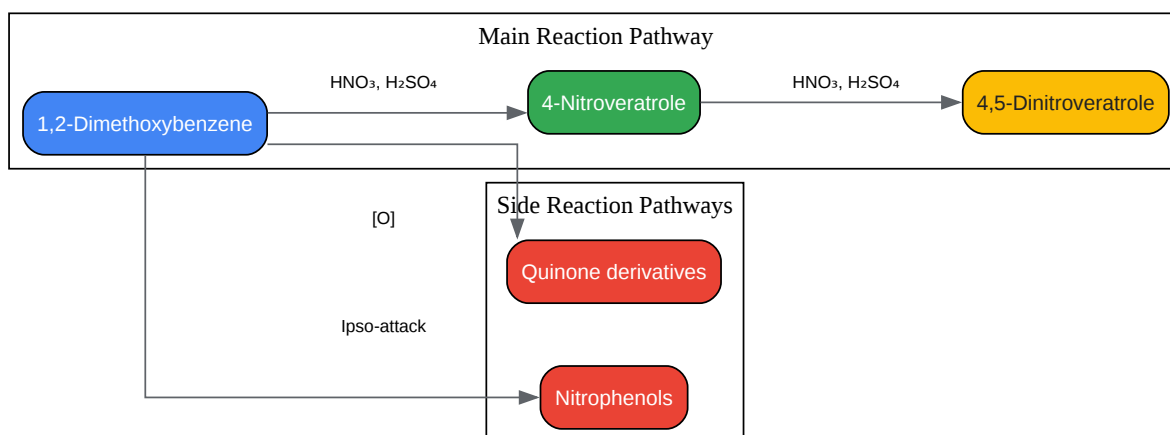 Main Reaction Pathway
HNO₃, H₂SO₄
HNO₃, H₂SO₄
1,2-Dimethoxybenzene
4-Nitroveratrole
4,5-Dinitroveratrole
Side Reaction Pathways
[O]
Quinone derivatives
Ipso-attack
Nitrophenols